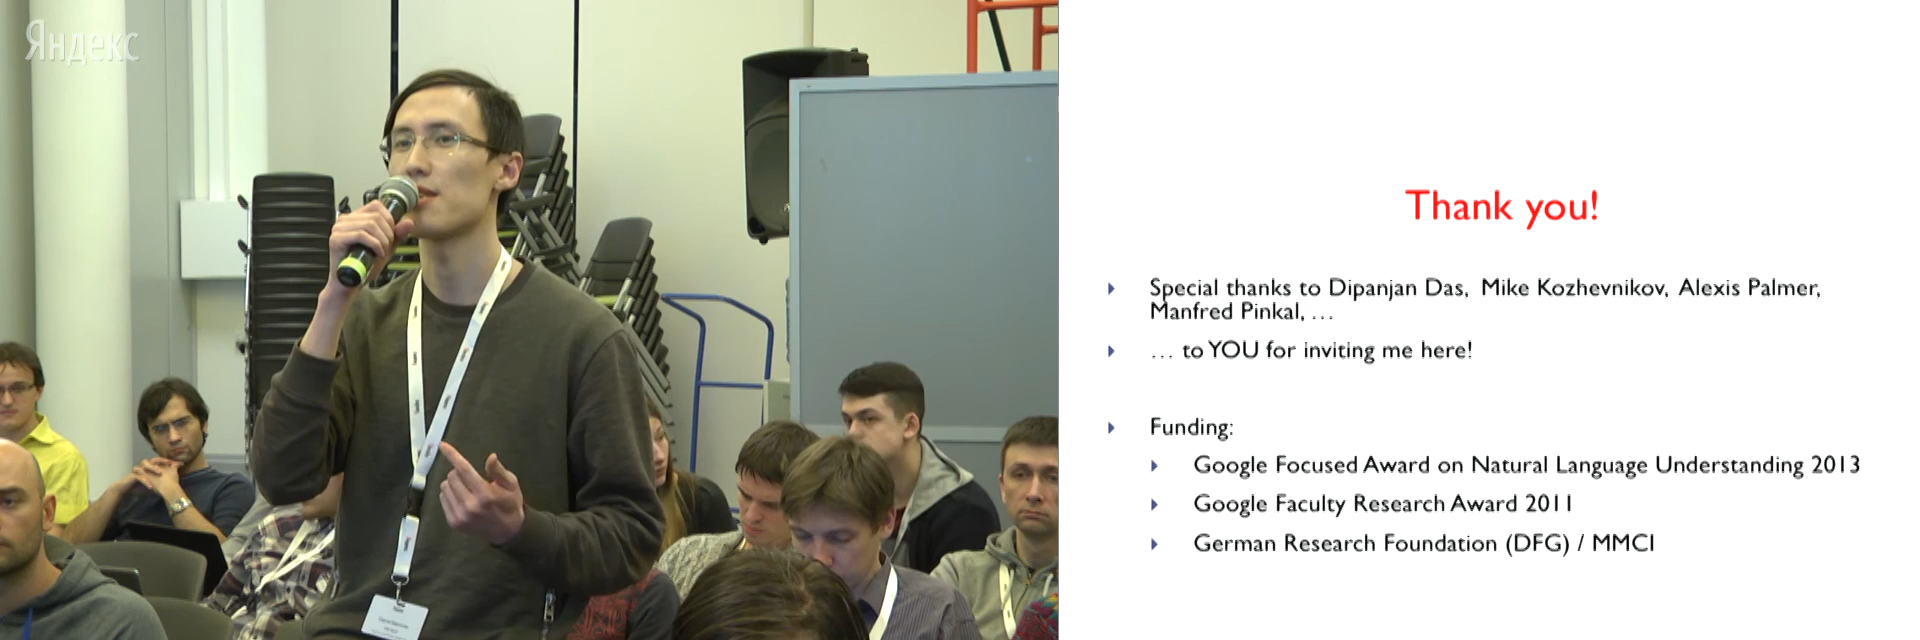 Яндекс
Thank you!
Special thanks to Dipanjan Das, Mike Kozhevnikov, Alexis Palmer,
Manfred Pinkal, …
… to YOU for inviting me here!
Funding:
Google Focused Award on Natural Language Understanding 2013
Google Faculty Research Award 2011
German Research Foundation (DFG) / MMCI